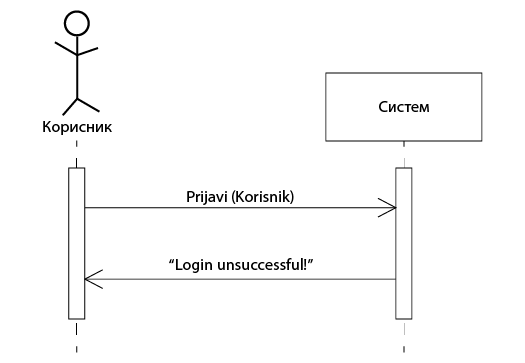 Корисник
Систем
Prijavi (Korisnik)
“Login unsuccessful!”